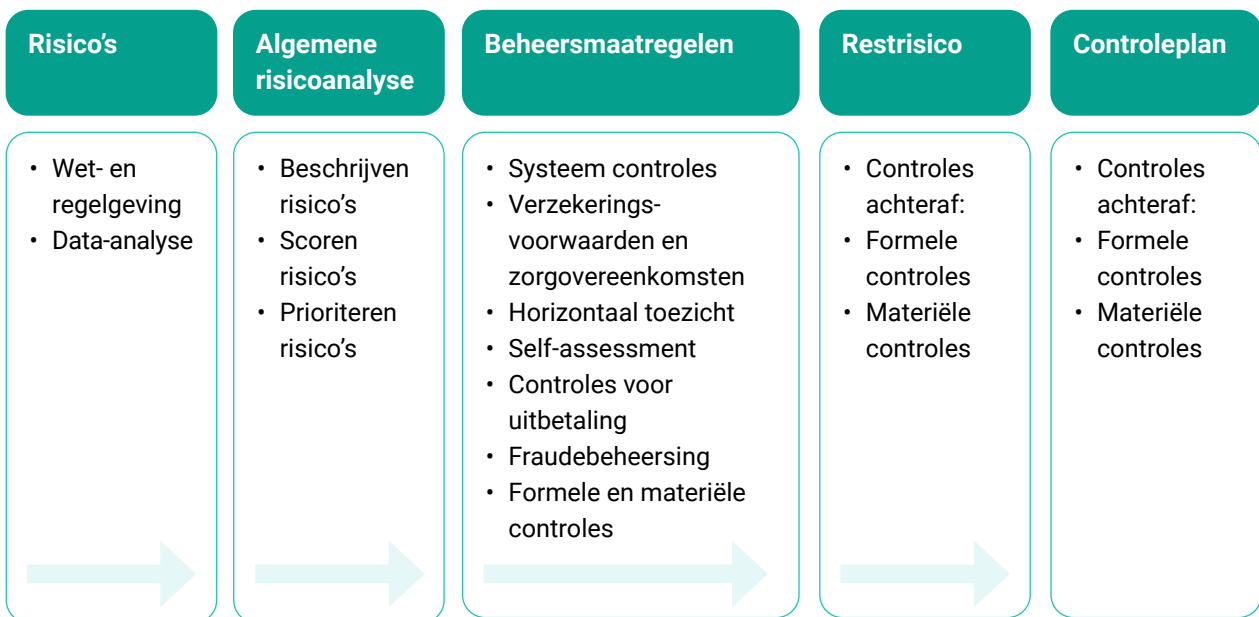 Risico's
• Wet- en
regelgeving
• Data-analyse
Algemene
risicoanalyse
• Beschrijven
risico's
• Scoren
risico's
• Prioriteren
risico's
Beheersmaatregelen
• Systeem controles
• Verzekerings-
voorwaarden en
zorgovereenkomsten
• Horizontaal toezicht
• Self-assessment
• Controles voor
uitbetaling
• Fraudebeheersing
• Formele en materiële
controles
Restrisico
• Controles
achteraf:
• Formele
controles
• Materiële
controles
Controleplan
• Controles
achteraf:
• Formele
controles
• Materiële
controles